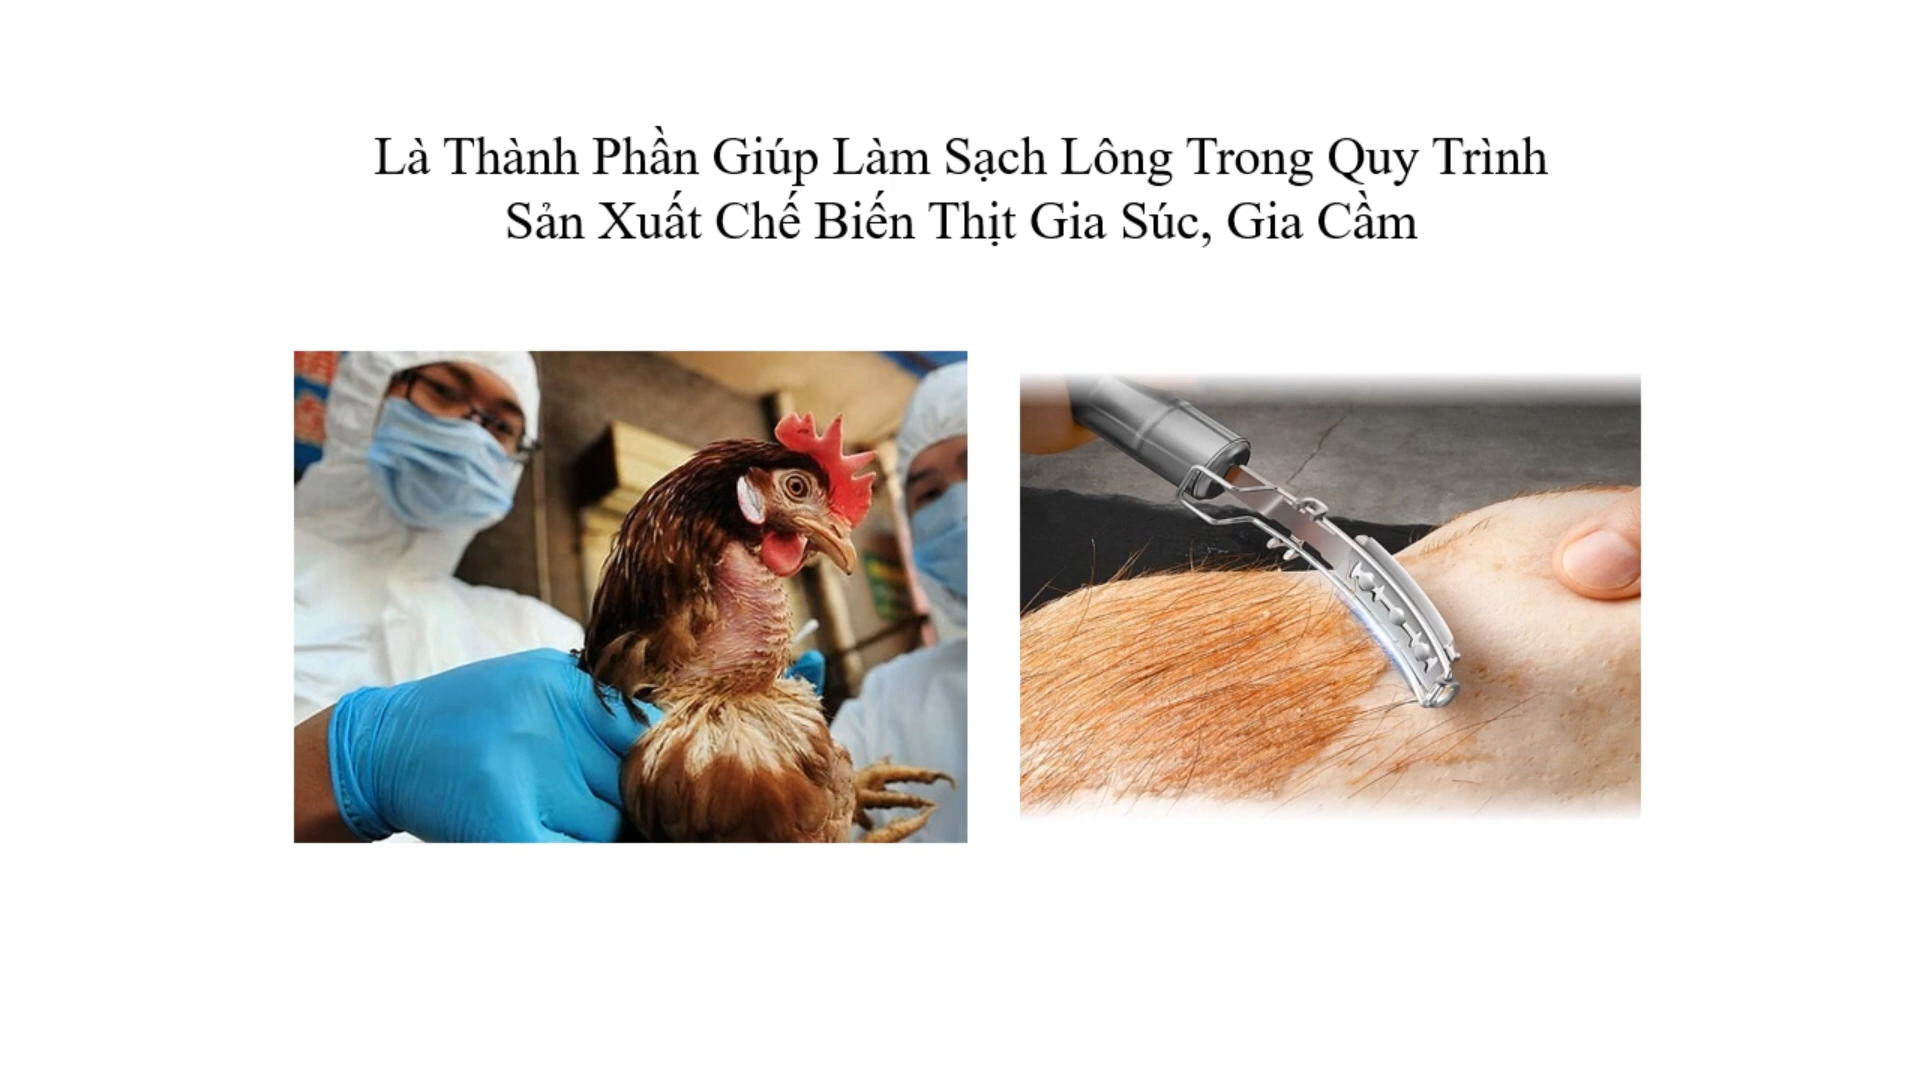 Là Thành Phần Giúp Làm Sạch Lông Trong Quy Trình
Sản Xuất Chế Biến Thịt Gia Súc, Gia Cầm